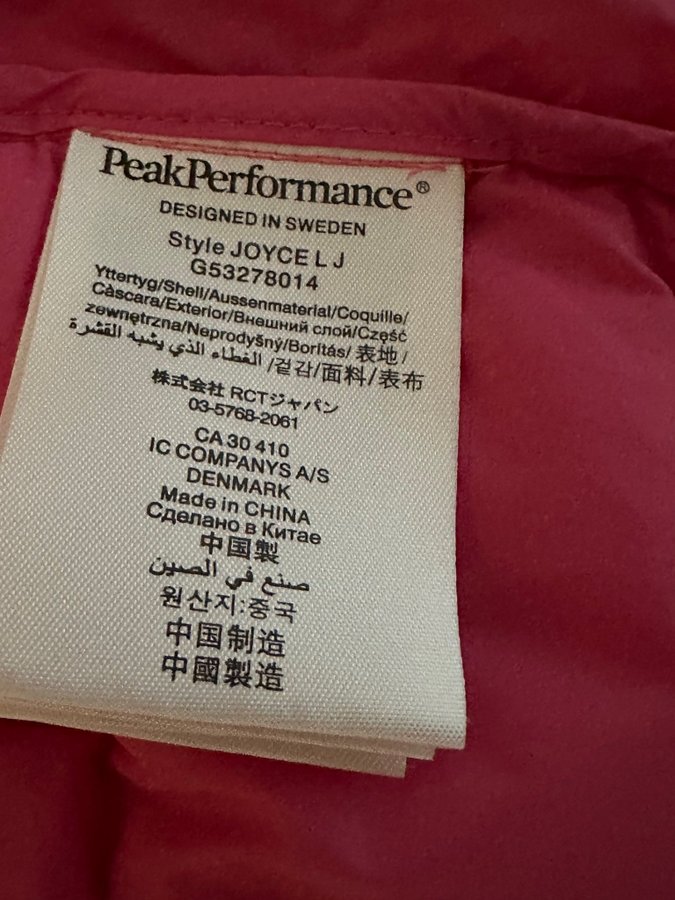 PeakPerformance®
DESIGNED IN SWEDEN
Style JOYCE L J
G53278014
Yttertyg/Shell/Aussenmaterial/Coquille/
Càscara/Exterior/Внешний слой/Część
zewnętrzna/Neprodyšný/Borítás/表地/
الغطاء الذي يشبه القشرة/겉감/面料/表布
株式会社 RCTジャパン
03-5768-2061
CA 30 410
IC COMPANYS A/S
DENMARK
Made in CHINA
Сделано в Китае
中国製
صنع في الصين
원산지:중국
中国制造
中國製造